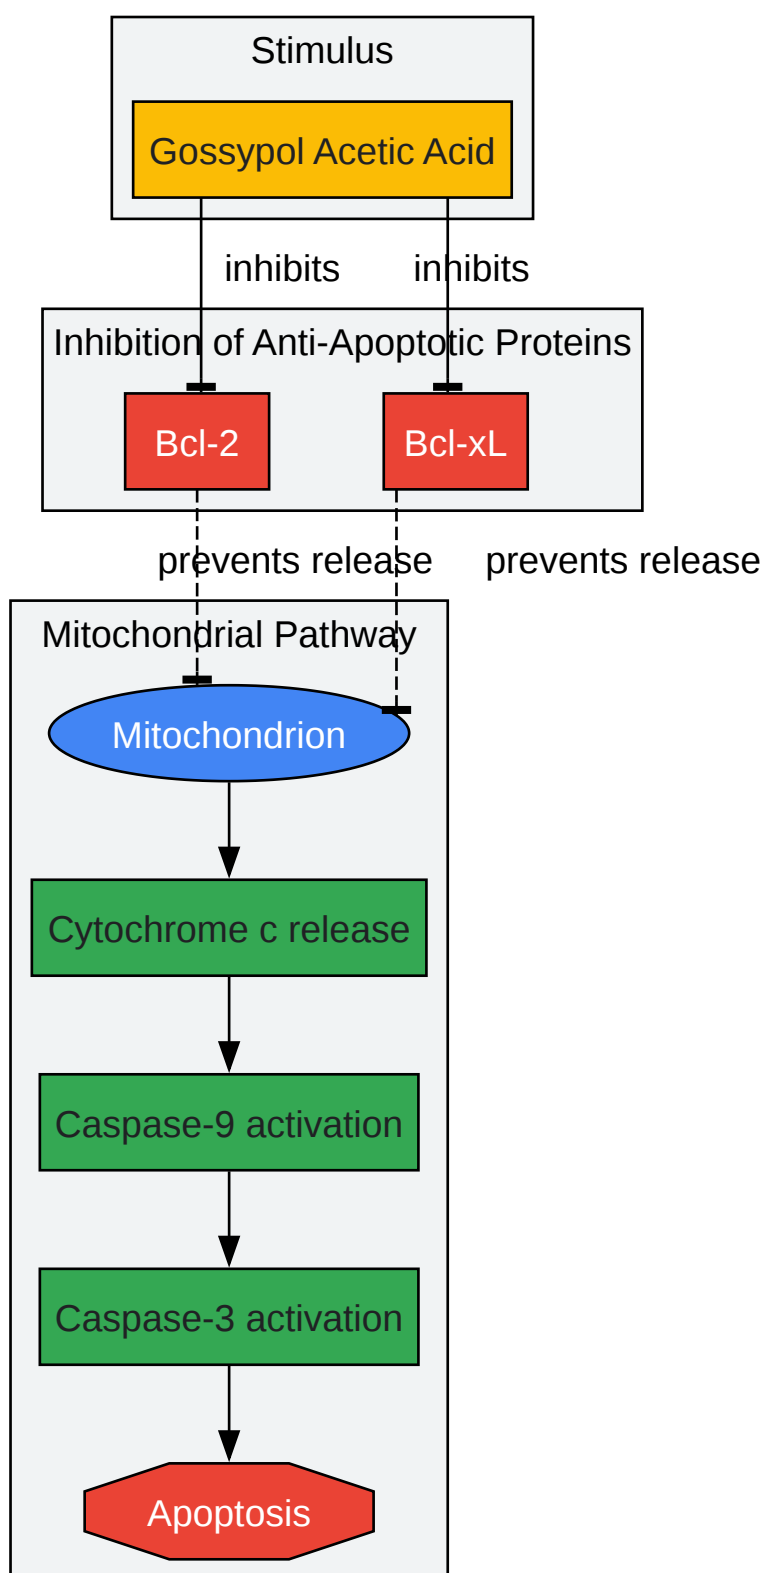 Stimulus
Gossypol Acetic Acid
inhibits
inhibits
Inhibition of Anti-Apoptotic Proteins
Bcl-2
Bcl-xL
prevents release
prevents release
Mitochondrial Pathway
Mitochondrion
Cytochrome c release
Caspase-9 activation
Caspase-3 activation
Apoptosis